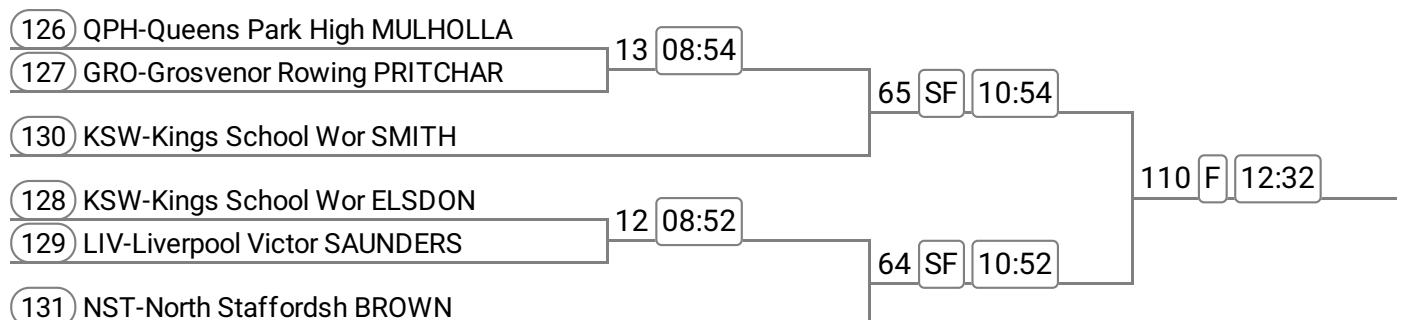 126 QPH-Queens Park High MULHOLLA
13 08:54
127 GRO-Grosvenor Rowing PRITCHAR
65 SF 10:54
130 KSW-Kings School Wor SMITH
110 F 12:32
128 KSW-Kings School Wor ELSDON
12 08:52
129 LIV-Liverpool Victor SAUNDERS
64 SF 10:52
131 NST-North Staffordsh BROWN